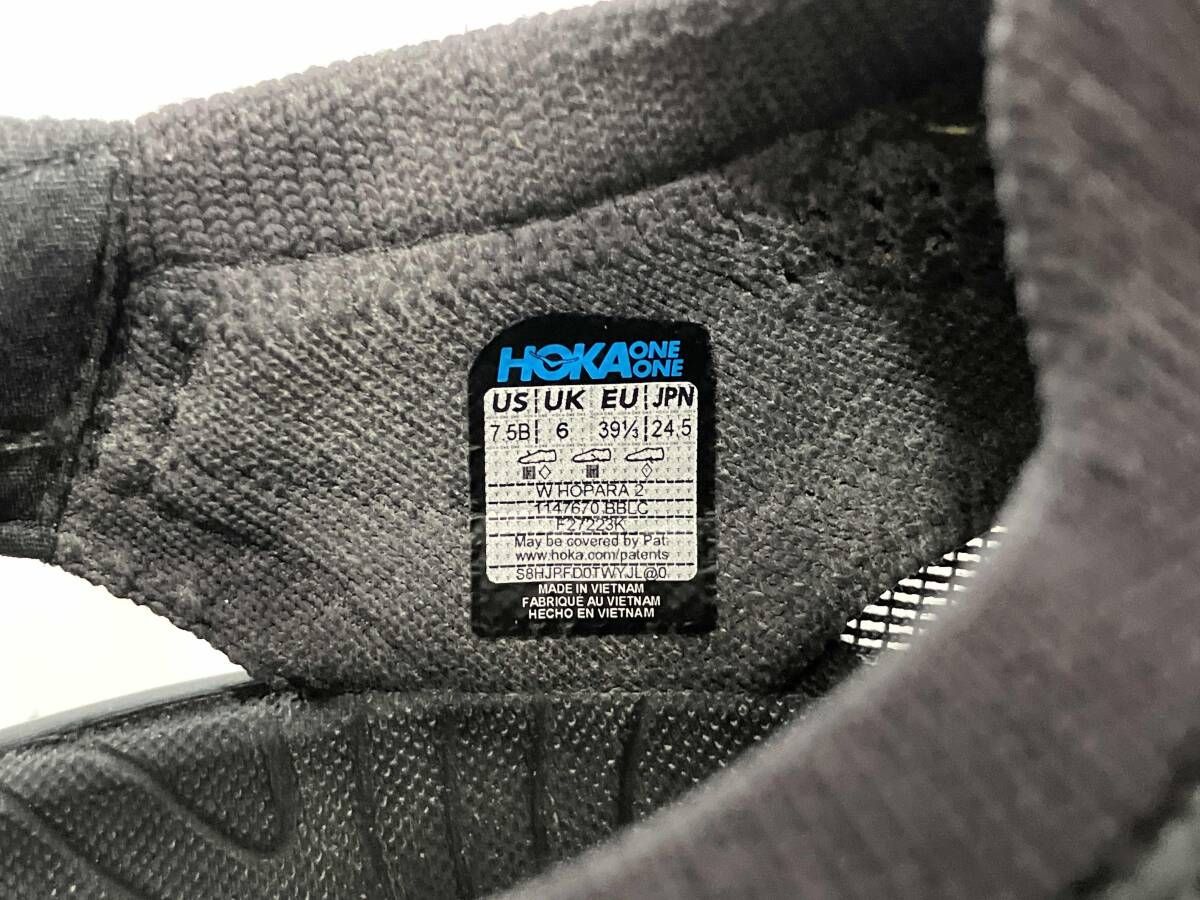 HOKA ONE ONE
US UK EU JPN
7.5B 6 39⅓ 24.5
W HOPARA 2
1147670 BBLC
F27223K
May be covered by Pat:
www.hoka.com/patents
S8HJPFD0TWYJL@0
MADE IN VIETNAM
FABRIQUÉ AU VIETNAM
HECHO EN VIETNAM